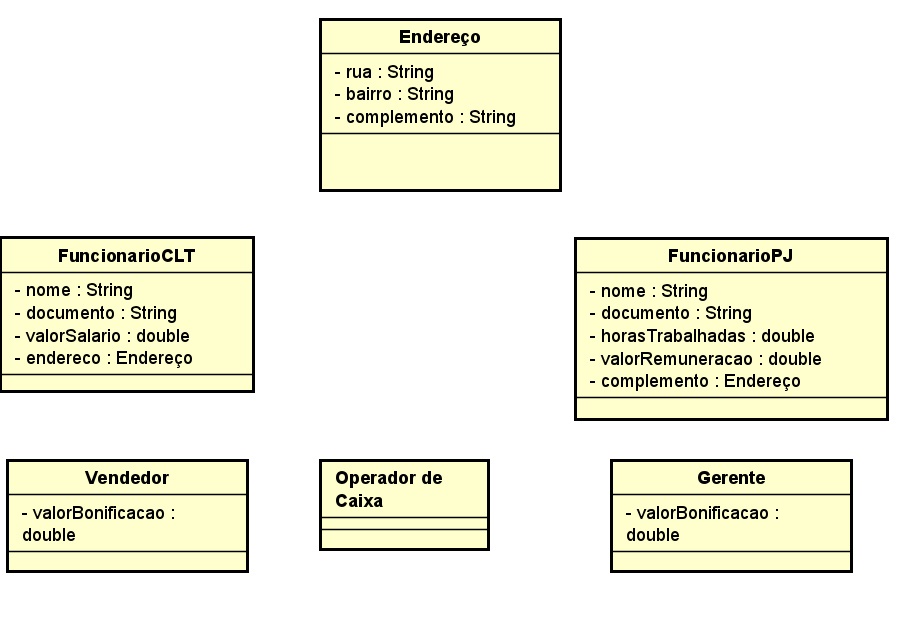 Endereço
- rua : String
- bairro : String
- complemento : String
FuncionarioCLT
- nome : String
- documento : String
- valorSalario : double
- endereco : Endereço
FuncionarioPJ
- nome : String
- documento : String
- horasTrabalhadas : double
- valorRemuneracao : double
- complemento : Endereço
Vendedor
- valorBonificacao :
double
Operador de
Caixa
Gerente
- valorBonificacao :
double